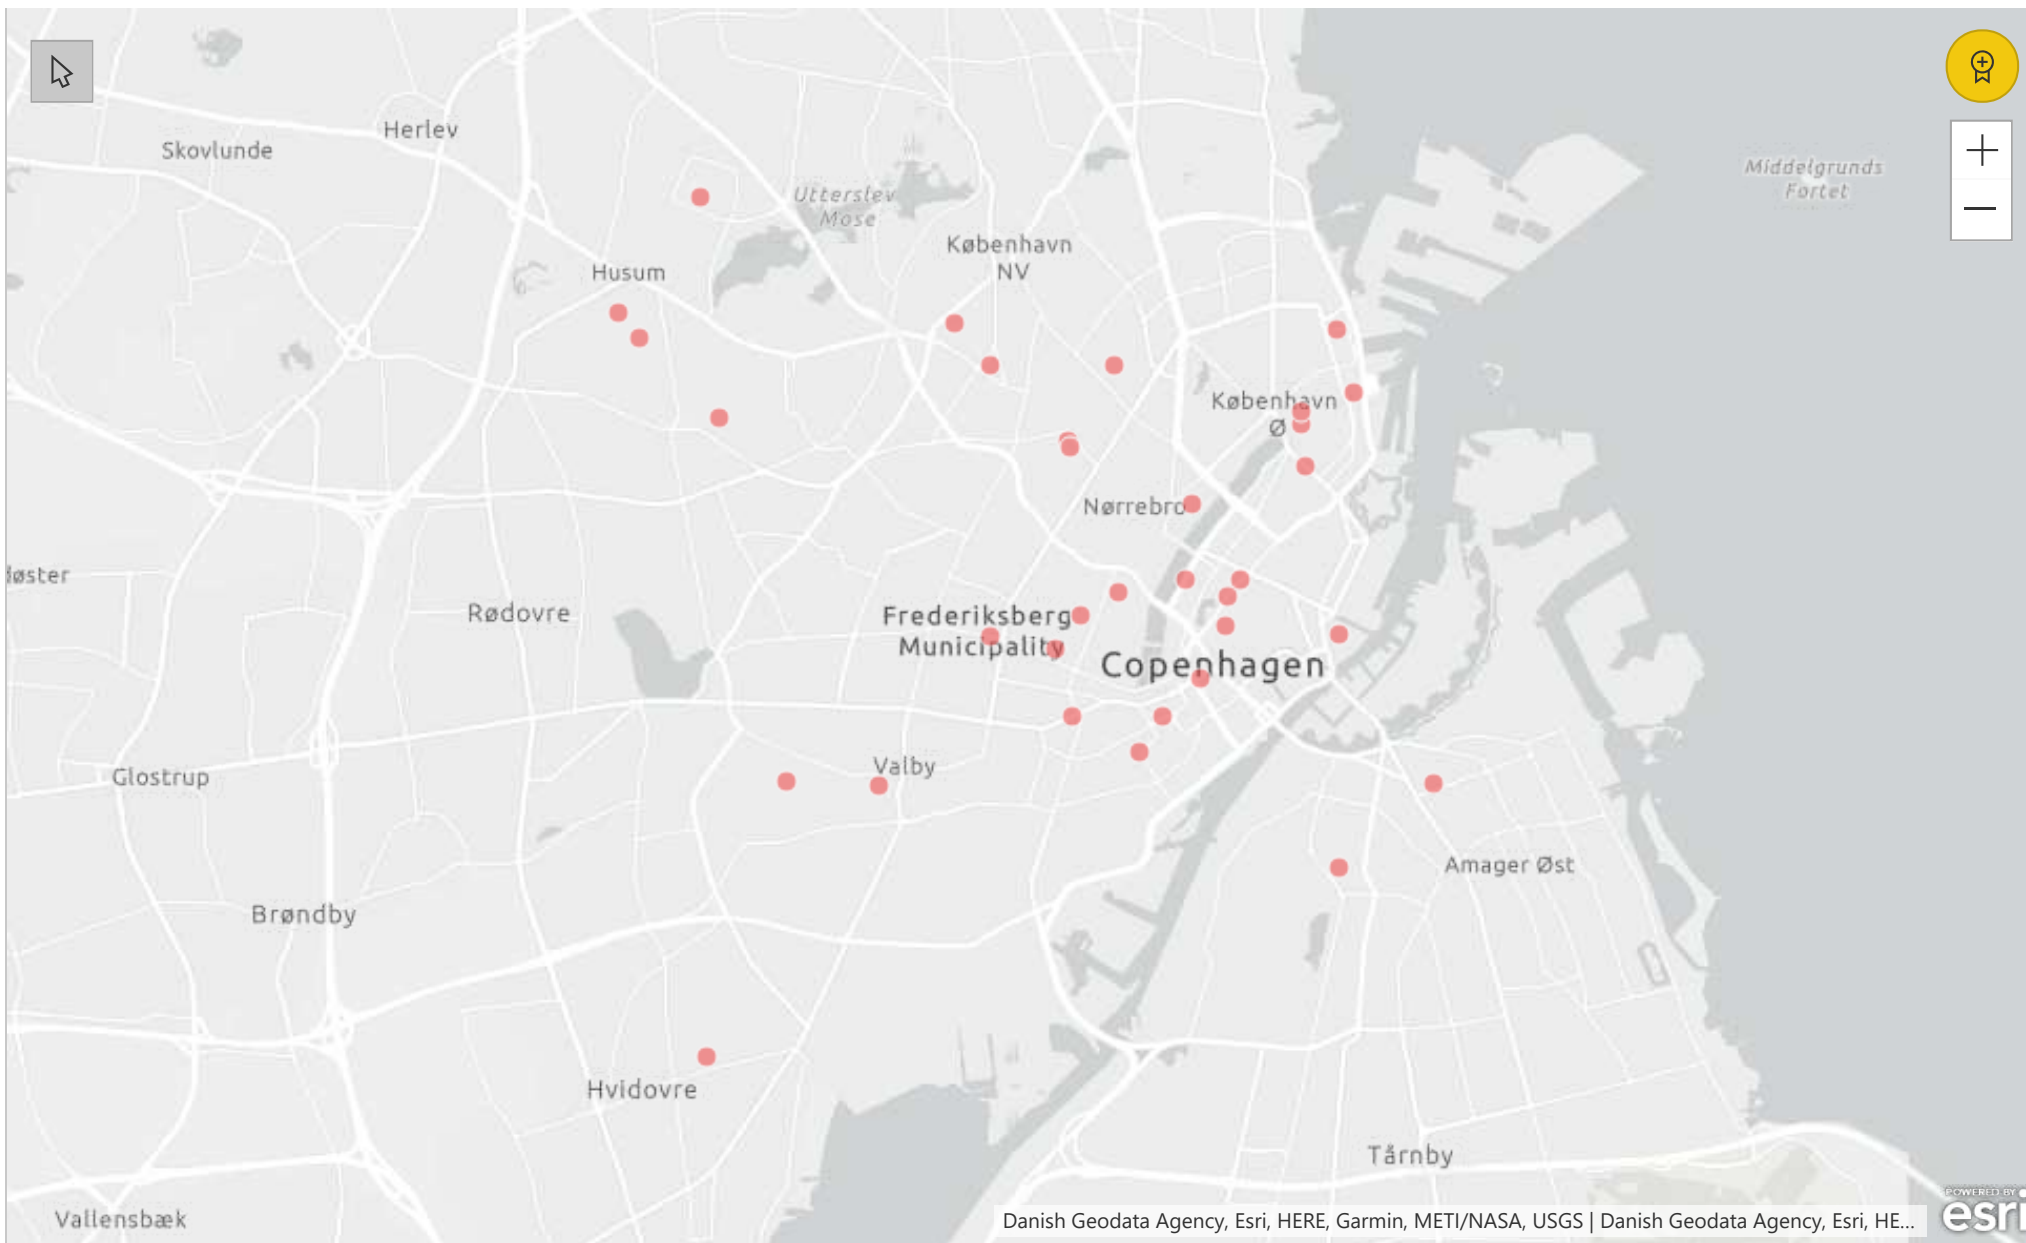 Herlev
Skovlunde
Utterslev
Mose
Middelgrunds
Fortet
København
NV
Husum
København
Ø
Nørrebro
Rødovre
Frederiksberg
Municipality
Copenhagen
Valby
Glostrup
Amager Øst
Brøndby
Hvidovre
Tårnby
Vallensbæk
POWERED BY
esri
Danish Geodata Agency, Esri, HERE, Garmin, METI/NASA, USGS | Danish Geodata Agency, Esri, HE...